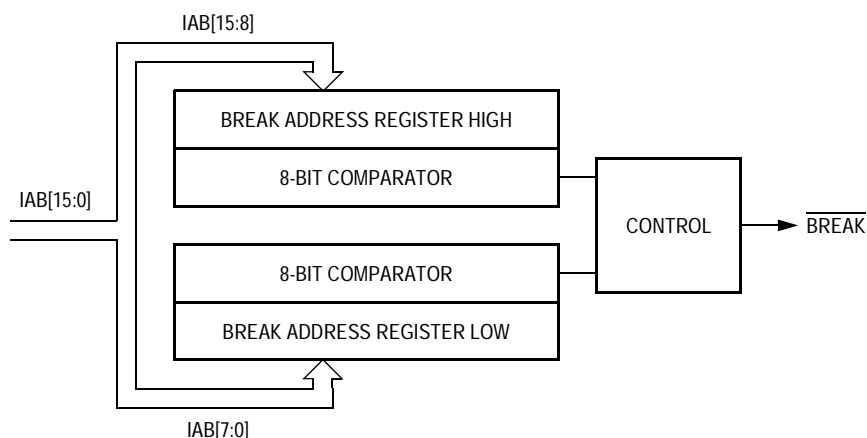 IAB[15:8]
BREAK ADDRESS REGISTER HIGH
8-BIT COMPARATOR
IAB[15:0]
CONTROL
BREAK
8-BIT COMPARATOR
BREAK ADDRESS REGISTER LOW
IAB[7:0]